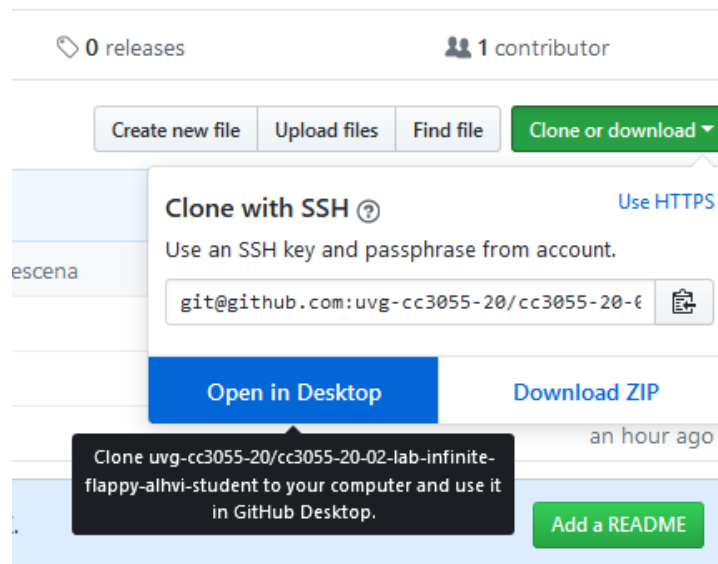 0 releases
1 contributor
Create new file
Upload files
Find file
Clone or download
Clone with SSH
Use HTTPS
Use an SSH key and passphrase from account.
escena
git@github.com:uvg-cc3055-20/cc3055-20-
Open in Desktop
Download ZIP
an hour ago
Clone uvg-cc3055-20/cc3055-20-02-lab-infinite-
flappy-alhvi-student to your computer and use it
in GitHub Desktop.
Add a README